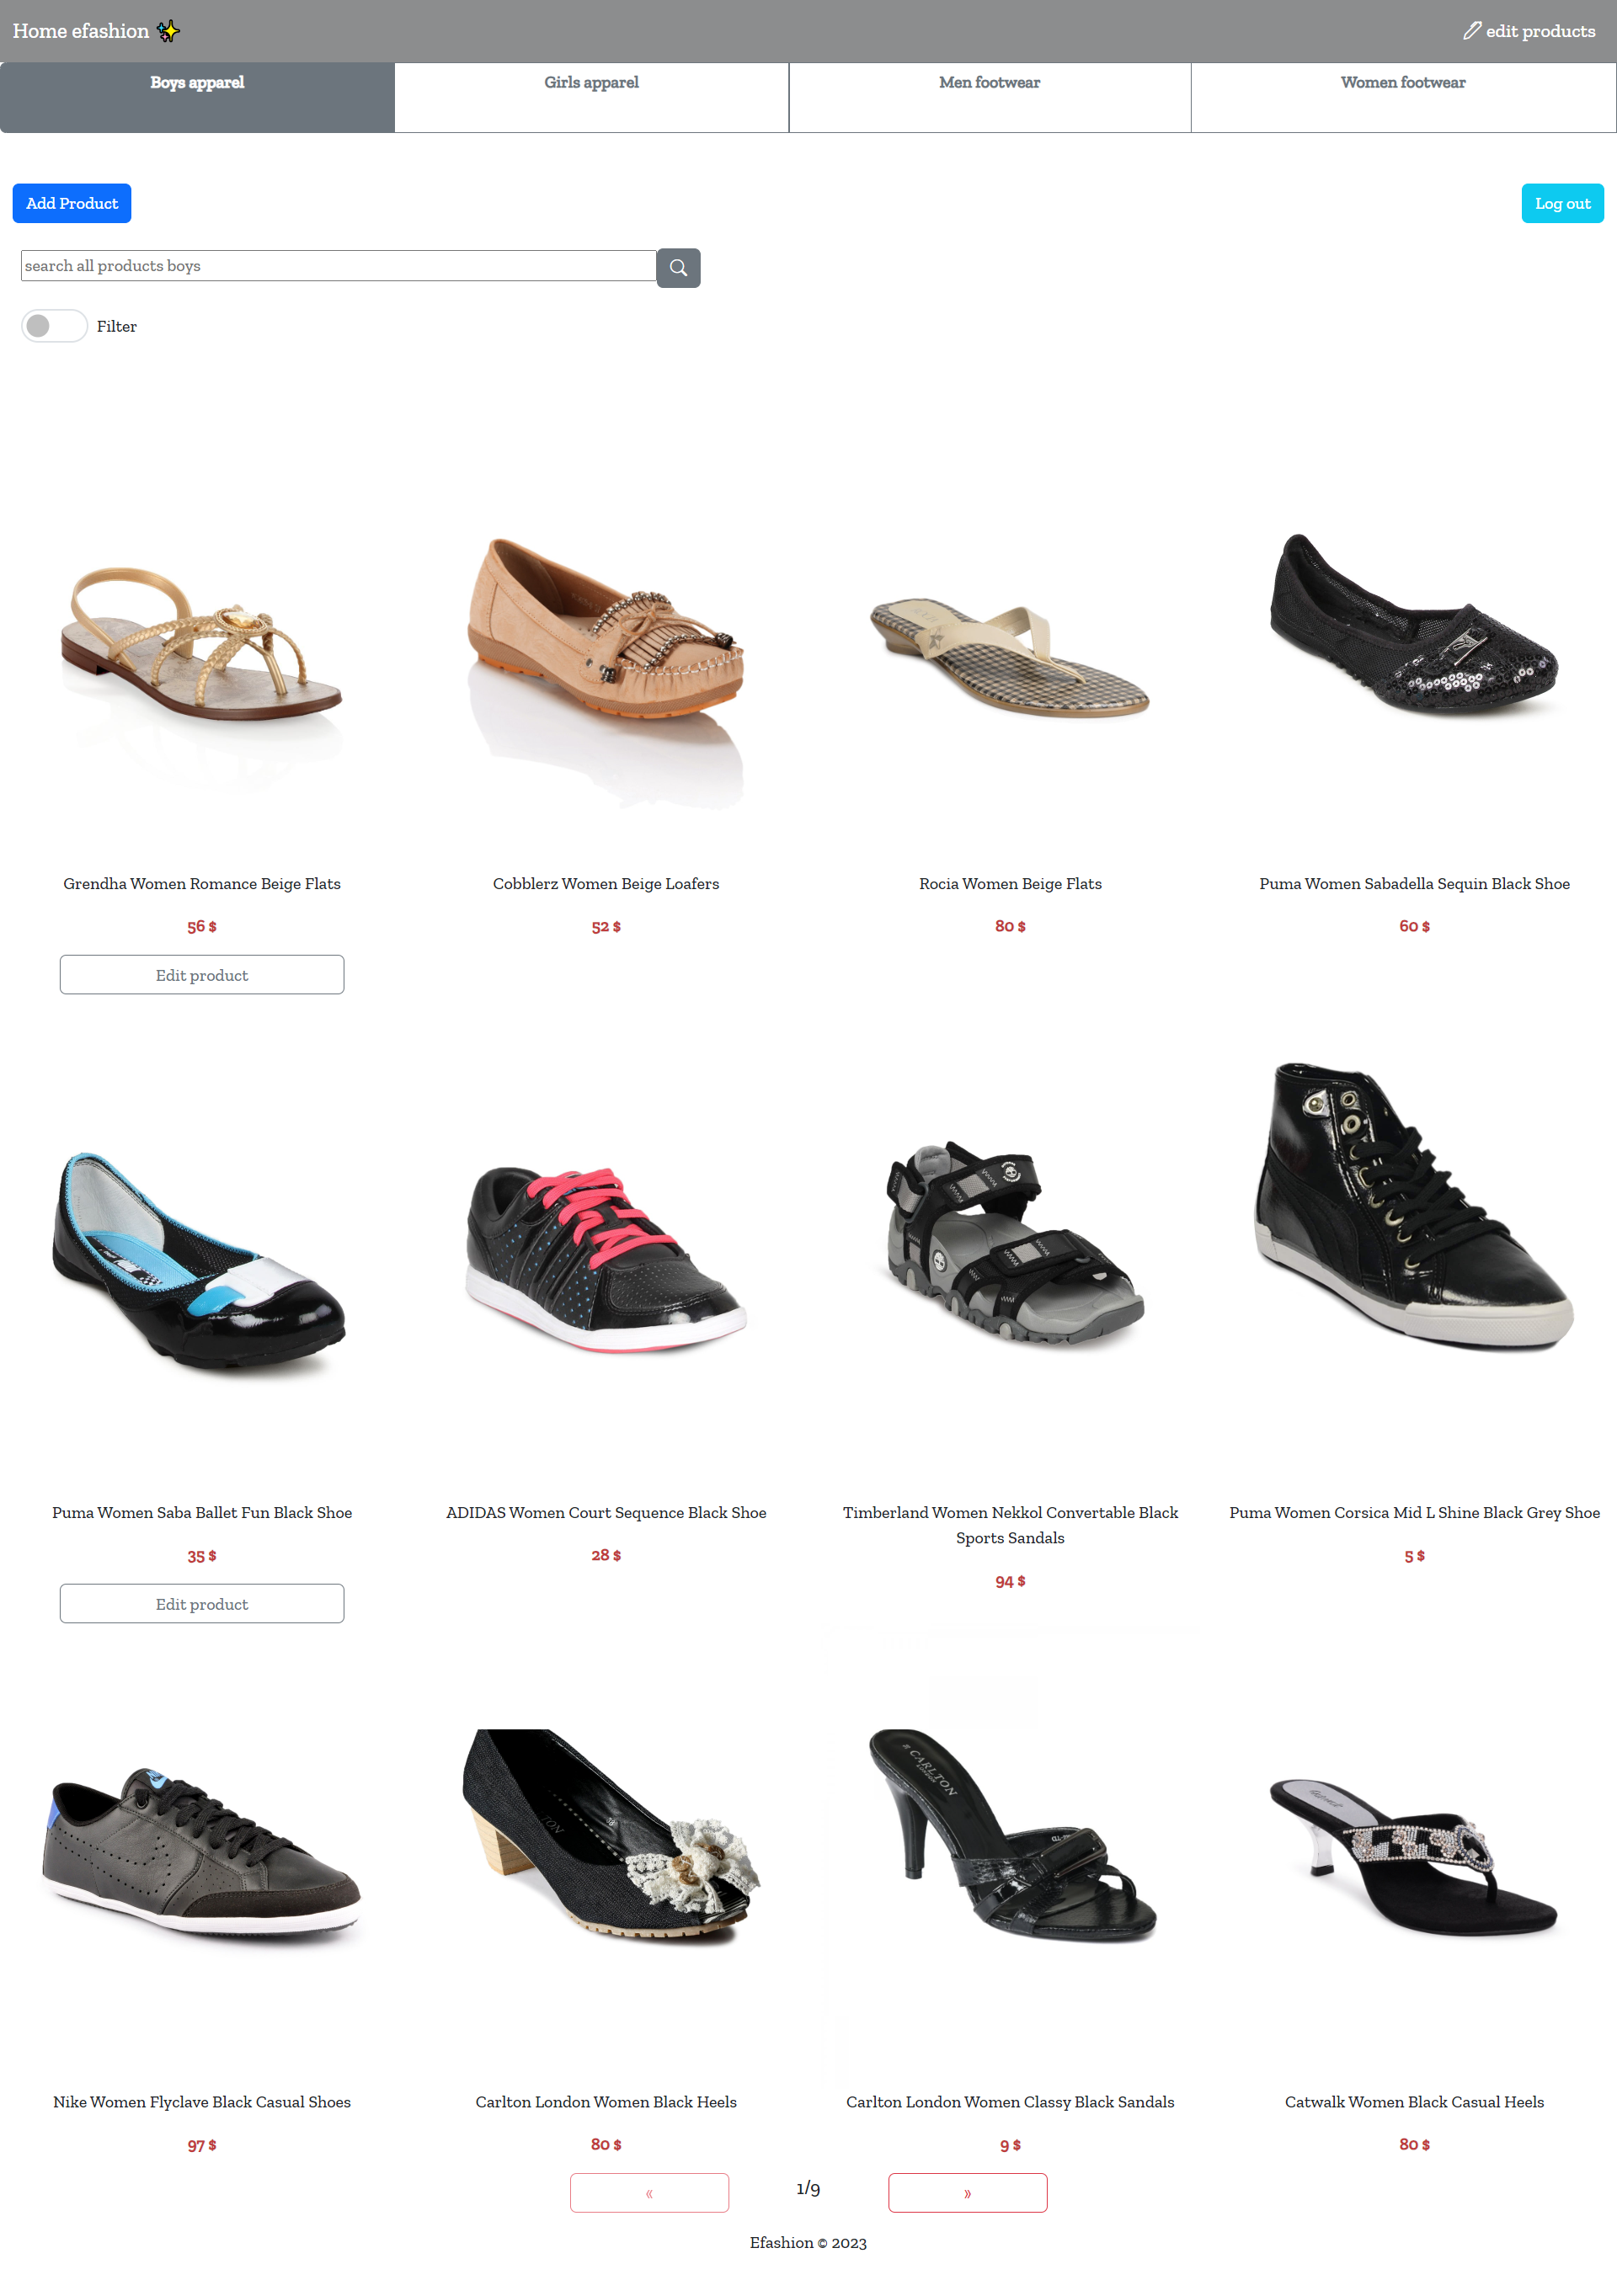 Home efashion ✨
edit products
Boys apparel
Girls apparel
Men footwear
Women footwear
Add Product
Log out
search all products boys
Filter
Grendha Women Romance Beige Flats
Cobblerz Women Beige Loafers
Rocia Women Beige Flats
Puma Women Sabadella Sequin Black Shoe
56 $
52 $
80 $
60 $
Edit product
Puma Women Saba Ballet Fun Black Shoe
ADIDAS Women Court Sequence Black Shoe
Timberland Women Nekkol Convertable Black
Sports Sandals
Puma Women Corsica Mid L Shine Black Grey Shoe
35 $
28 $
94 $
5 $
Edit product
CARLTON
LONDON
Nike Women Flyclave Black Casual Shoes
Carlton London Women Black Heels
Carlton London Women Classy Black Sandals
Catwalk Women Black Casual Heels
97 $
80 $
9 $
80 $
«
1/9
»
Efashion © 2023